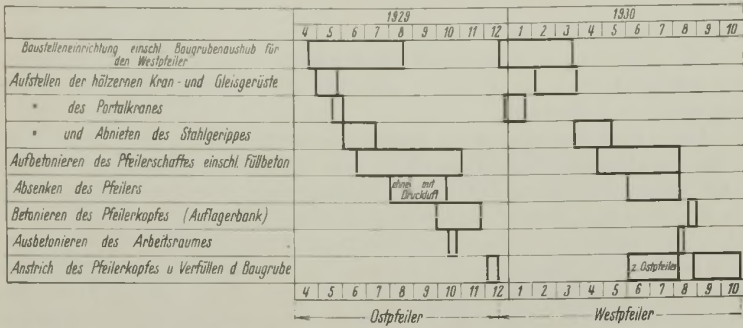 1929 1930
4 5 6 7 8 9 10 11 12 1 2 3 4 5 6 7 8 9 10
Baustelleneinrichtung einschl Baugrubenaushub für
den Westpfeiler
Aufstellen der hölzernen Kran- und Gleisgerüste
" des Portalkranes
" und Abnieten des Stahlgerippes
Aufbetonieren des Pfeilerschaftes einschl Füllbeton
Absenken des Pfeilers
ohne mit
Druckluft
Betonieren des Pfeilerkopfes (Auflagerbank)
Ausbetonieren des Arbeitsraumes
Anstrich des Pfeilerkopfes u Verfüllen d Baugrube
z. Ostpfeiler
4 5 6 7 8 9 10 11 12 1 2 3 4 5 6 7 8 9 10
Ostpfeiler Westpfeiler